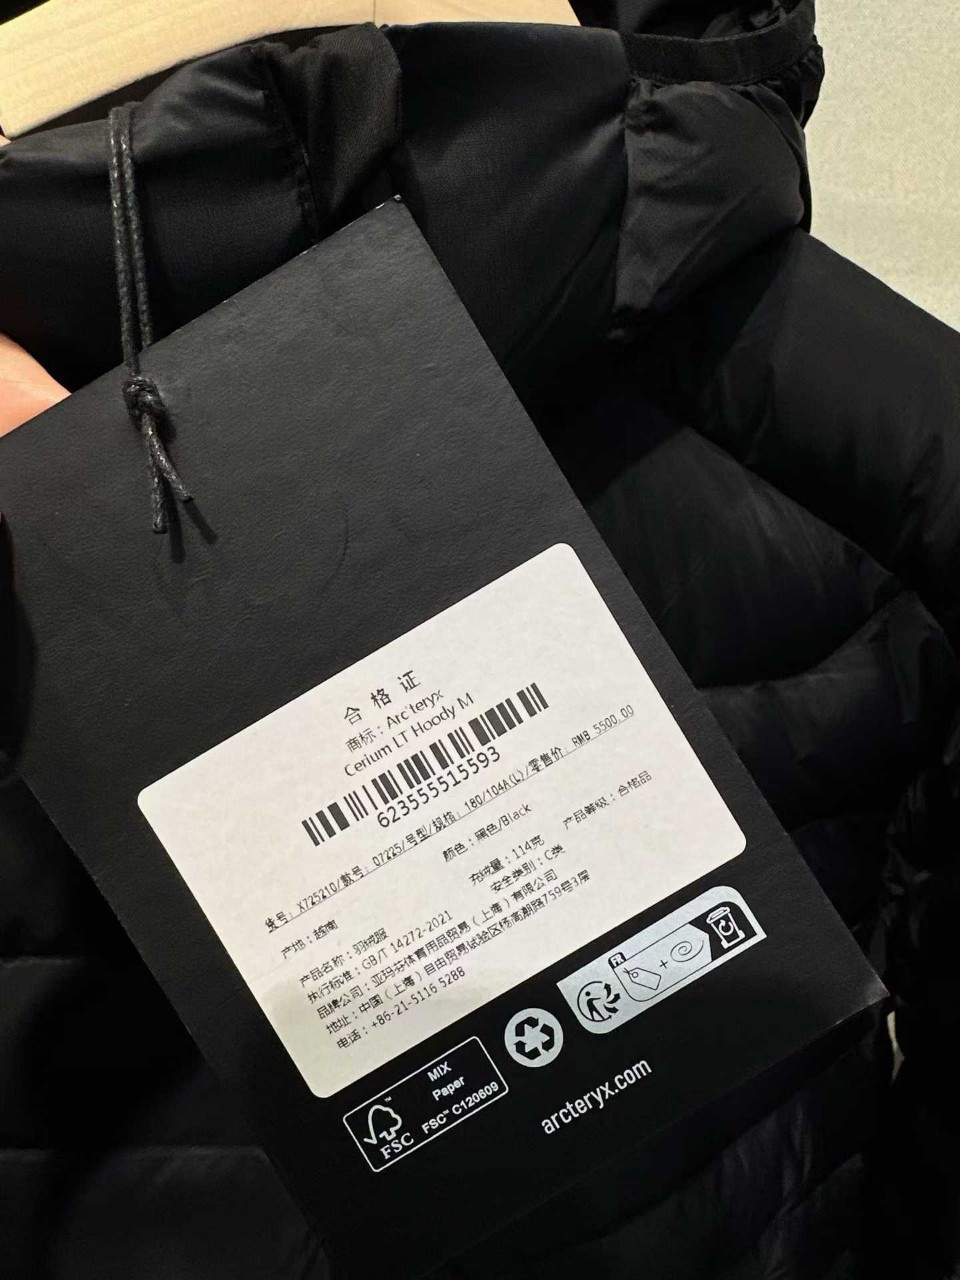 合格证
商标：Arc'teryx
Cerium LT Hoody M
623555515593
货号：X725210/款号：07225/号型/规格：180/104A(L)/零售价：RMB 5500.00
产地：越南
颜色：黑色/Black
产品等级：合格品
产品名称：羽绒服
充绒量：114克
执行标准：GB/T 14272-2021
安全类别：C类
品牌公司：亚玛芬体育用品贸易（上海）有限公司
地址：中国（上海）自由贸易试验区杨高南路759号3层
电话：+86-21-5116 5288
FR
MIX
Paper
FSC™ C120609
FSC
arcteryx.com